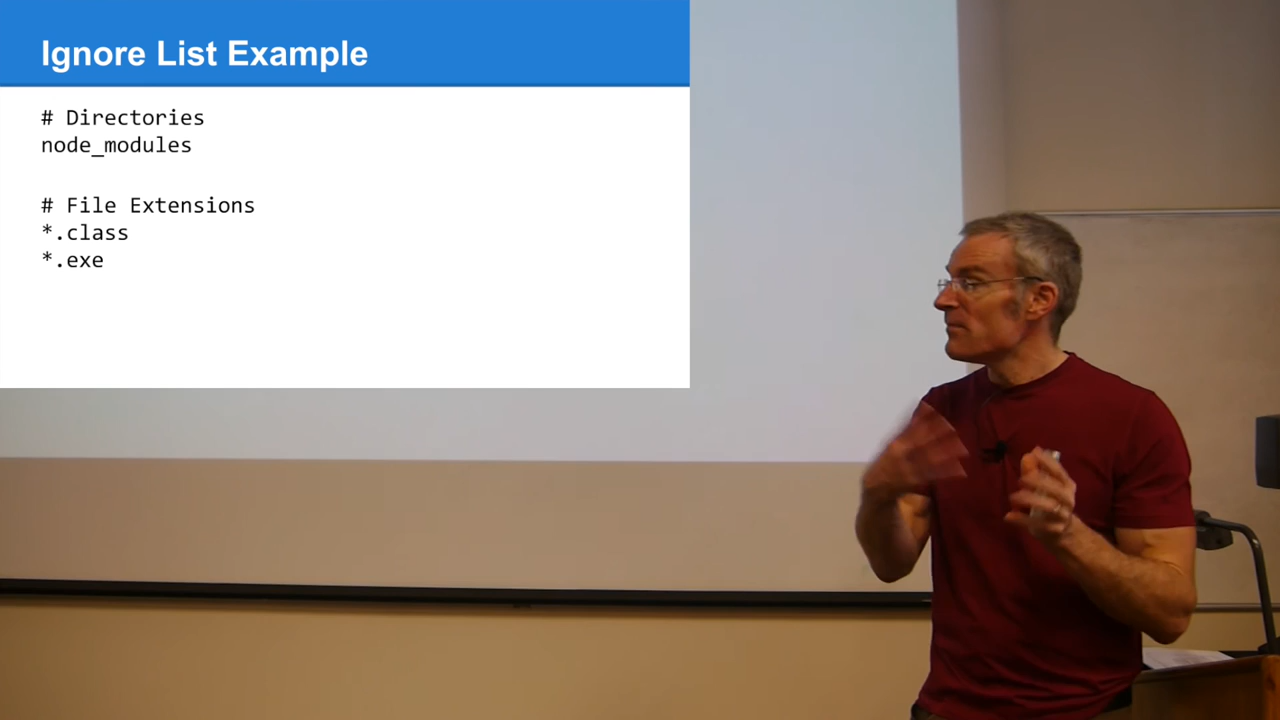 Ignore List Example
# Directories
node_modules
# File Extensions
*.class
*.exe